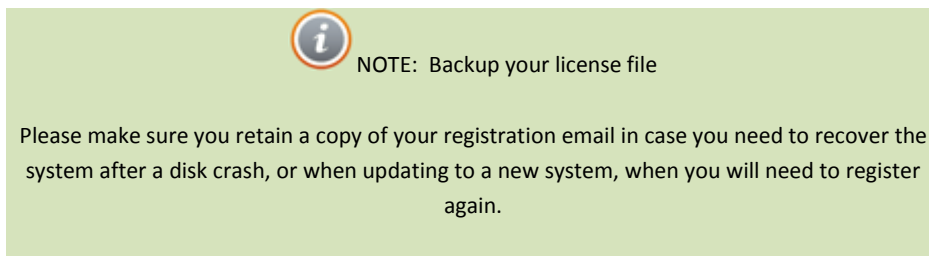 NOTE: Backup your license file
Please make sure you retain a copy of your registration email in case you need to recover the
system after a disk crash, or when updating to a new system, when you will need to register
again.